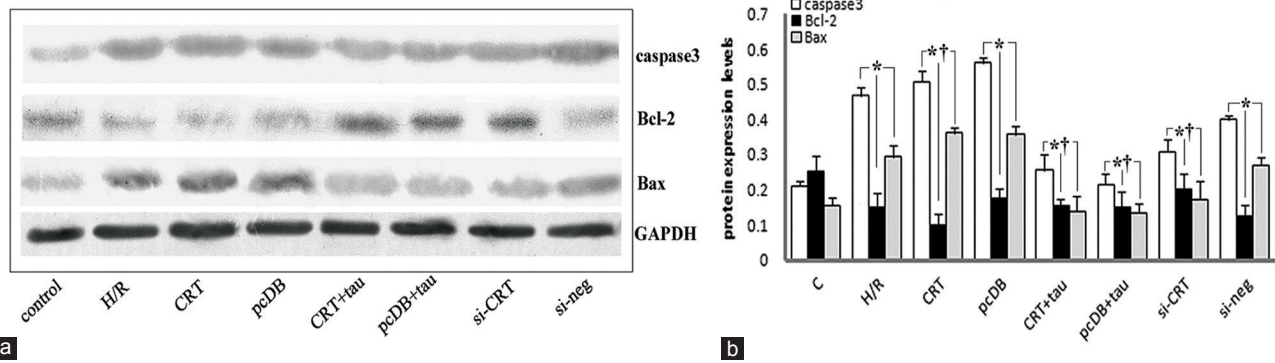 caspase3
Bcl-2
Bax
GAPDH
control
H/R
CRT
pcDB
CRT+tau
pcDB+tau
si-CRT
si-neg
a
caspase3
Bcl-2
Bax
protein expression levels
0.7
0.6
0.5
0.4
0.3
0.2
0.1
0
*
*†
*
*†
*†
*†
*
C
H/R
CRT
pcDB
CRT+tau
pcDB+tau
si-CRT
si-neg
b